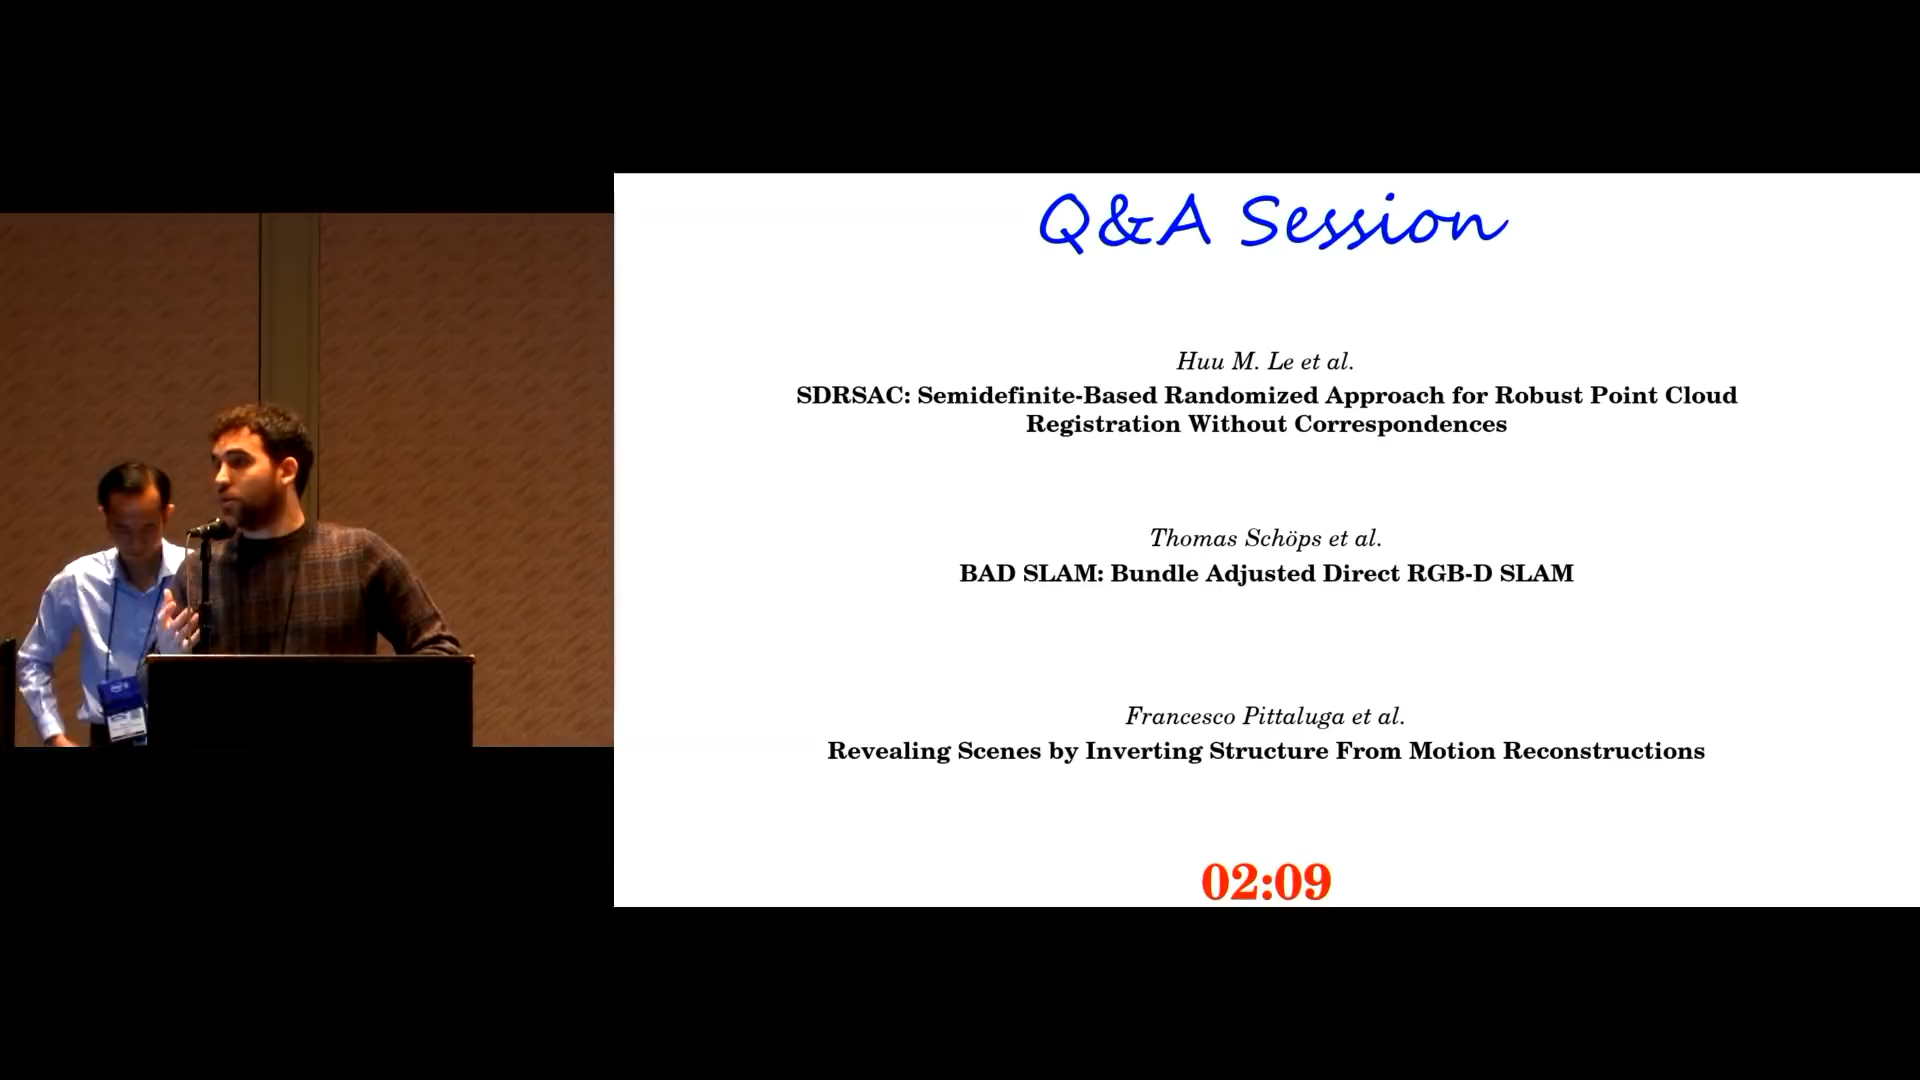 Q&A Session
Huu M. Le et al.
SDRSAC: Semidefinite-Based Randomized Approach for Robust Point Cloud
Registration Without Correspondences
Thomas Schöps et al.
BAD SLAM: Bundle Adjusted Direct RGB-D SLAM
Francesco Pittaluga et al.
Revealing Scenes by Inverting Structure From Motion Reconstructions
02:09